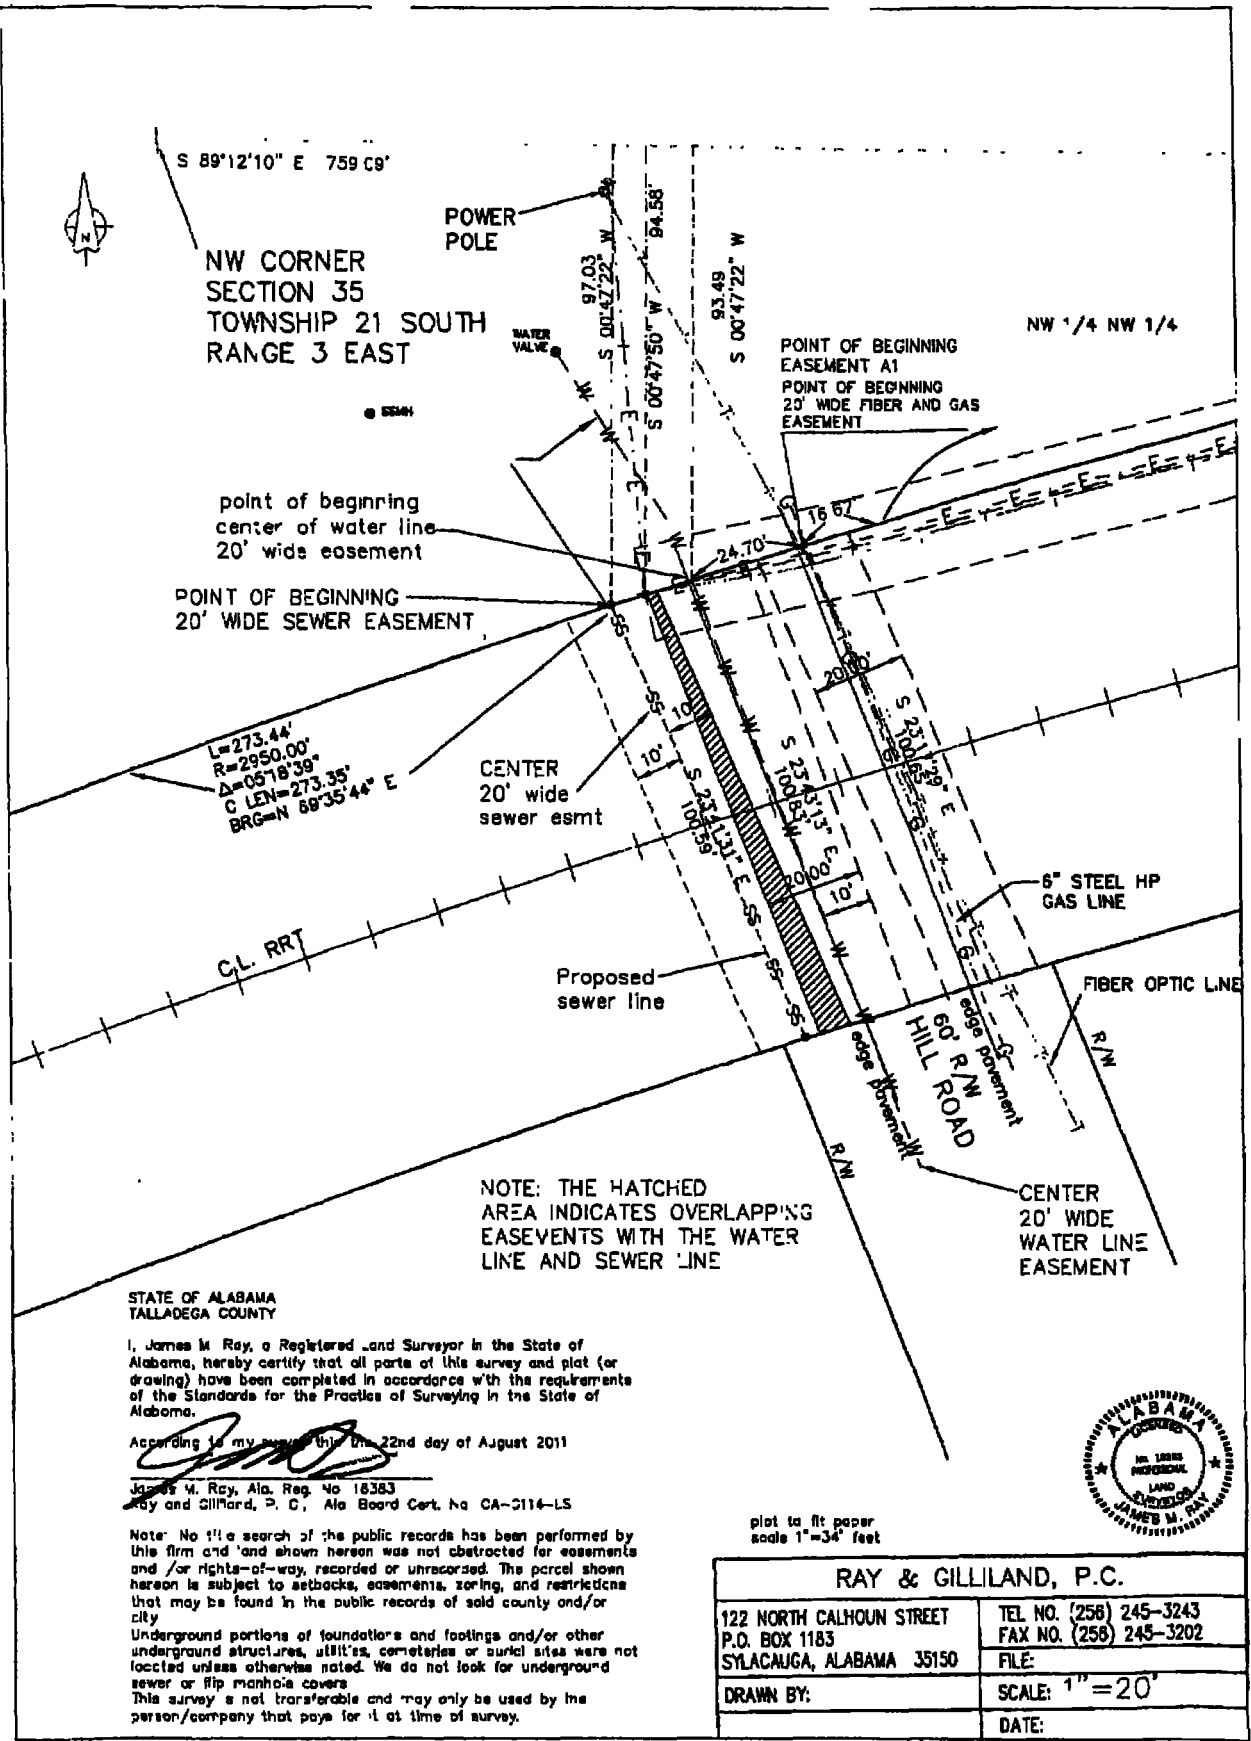 S 89°12'10" E 759 09'
POWER
POLE
NW CORNER
SECTION 35
TOWNSHIP 21 SOUTH
RANGE 3 EAST
WATER
VALVE
SSMH
97.03
S 00°47'22" W
S 00°47'50" W 94.58'
93.49
S 00°47'22" W
NW 1/4 NW 1/4
POINT OF BEGINNING
EASEMENT A1
POINT OF BEGINNING
20' WIDE FIBER AND GAS
EASEMENT
point of beginning
center of water line
20' wide easement
POINT OF BEGINNING
20' WIDE SEWER EASEMENT
16 67'
24.70'
20.00'
L=273.44'
R=2950.00'
Δ=05°18'39"
C LEN=273.35'
BRG=N 69°35'44" E
CENTER
20' wide
sewer esmt
10'
10'
S 23°43'13" E
100.83'
S 23°11'29" E
100.65'
S 23°21'31" E
100.59'
20.00'
10'
6" STEEL HP
GAS LINE
C.L. RRT
Proposed
sewer line
FIBER OPTIC LINE
edge pavement
60' R/W
HILL ROAD
edge pavement
R/W
R/W
NOTE: THE HATCHED
AREA INDICATES OVERLAPPING
EASEMENTS WITH THE WATER
LINE AND SEWER LINE
CENTER
20' WIDE
WATER LINE
EASEMENT
STATE OF ALABAMA
TALLADEGA COUNTY
I, James M Ray, a Registered Land Surveyor in the State of
Alabama, hereby certify that all parts of this survey and plat (or
drawing) have been completed in accordance with the requirements
of the Standards for the Practice of Surveying in the State of
Alabama.
According to my survey this the 22nd day of August 2011
James M. Ray, Ala. Reg. No 18383
Ray and Gilliland, P. C, Ala Board Cert. No CA-0114-LS
Note: No title search of the public records has been performed by
this firm and land shown hereon was not abstracted for easements
and /or rights-of-way, recorded or unrecorded. The parcel shown
hereon is subject to setbacks, easements, zoning, and restrictions
that may be found in the public records of said county and/or
city
Underground portions of foundations and footings and/or other
underground structures, utilities, cemeteries or burial sites were not
located unless otherwise noted. We do not look for underground
sewer or flip manhole covers
This survey is not transferable and may only be used by the
person/company that pays for it at time of survey.
ALABAMA
LICENSED
No. 18383
PROFESSIONAL
LAND
SURVEYOR
JAMES M. RAY
plot to fit paper
scale 1"=34' feet
RAY & GILLILAND, P.C.
122 NORTH CALHOUN STREET
P.O. BOX 1183
SYLACAUGA, ALABAMA 35150
TEL NO. (256) 245-3243
FAX NO. (256) 245-3202
FILE:
DRAWN BY:
SCALE: 1"=20'
DATE: